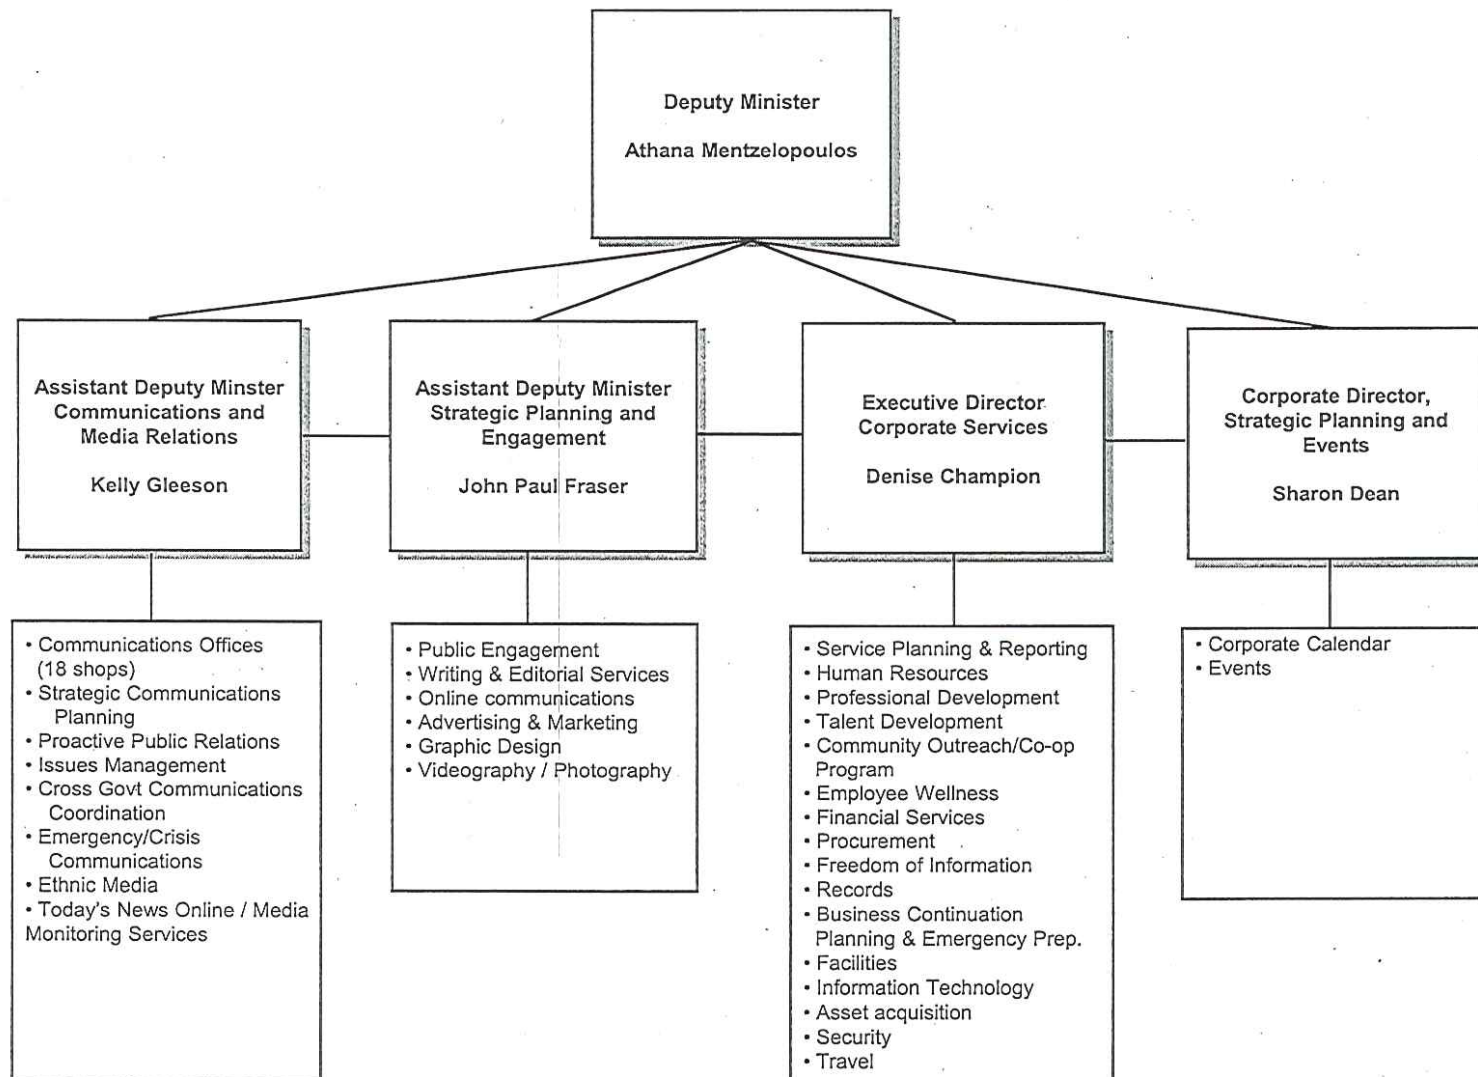 Deputy Minister
Athana Mentzelopoulos
Assistant Deputy Minster
Communications and
Media Relations
Kelly Gleeson
Assistant Deputy Minister
Strategic Planning and
Engagement
John Paul Fraser
Executive Director
Corporate Services
Denise Champion
Corporate Director,
Strategic Planning and
Events
Sharon Dean
• Communications Offices
(18 shops)
• Strategic Communications
Planning
• Proactive Public Relations
• Issues Management
• Cross Govt Communications
Coordination
• Emergency/Crisis
Communications
• Ethnic Media
• Today's News Online / Media
Monitoring Services
• Public Engagement
• Writing & Editorial Services
• Online communications
• Advertising & Marketing
• Graphic Design
• Videography / Photography
• Service Planning & Reporting
• Human Resources
• Professional Development
• Talent Development
• Community Outreach/Co-op
Program
• Employee Wellness
• Financial Services
• Procurement
• Freedom of Information
• Records
• Business Continuation
Planning & Emergency Prep.
• Facilities
• Information Technology
• Asset acquisition
• Security
• Travel
• Corporate Calendar
• Events